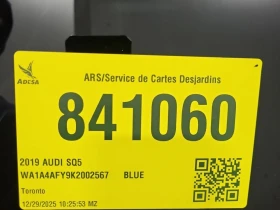 ADESA
ARS/Service de Cartes Desjardins
841060
2019 AUDI SQ5
WA1A4AFY9K2002567 BLUE
Toronto
12/29/2025 10:25:53 MZ